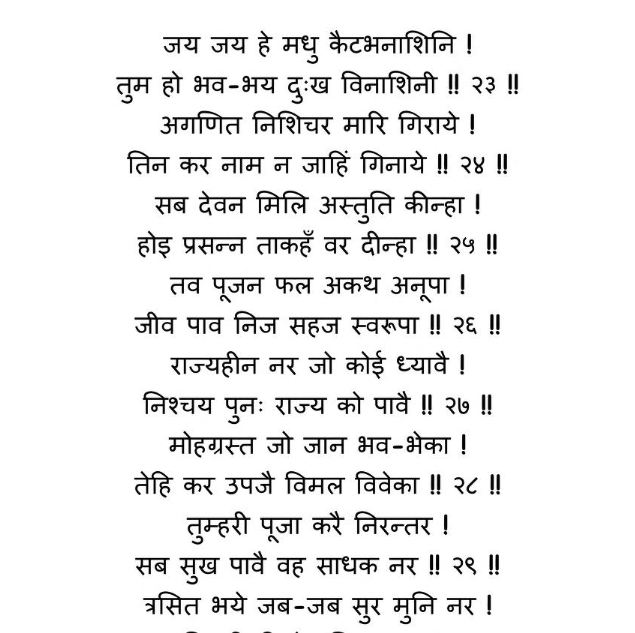 जय जय हे मधु कैटभनाशिनि !
तुम हो भव-भय दुःख विनाशिनी !! २३ !!
अगणित निशिचर मारि गिराये !
तिन कर नाम न जाहिं गिनाये !! २४ !!
सब देवन मिलि अस्तुति कीन्हा !
होइ प्रसन्न ताकहँ वर दीन्हा !! २५ !!
तव पूजन फल अकथ अनूपा !
जीव पाव निज सहज स्वरूपा !! २६ !!
राज्यहीन नर जो कोई ध्यावै !
निश्चय पुनः राज्य को पावै !! २७ !!
मोहग्रस्त जो जान भव-भेका !
तेहि कर उपजै विमल विवेका !! २८ !!
तुम्हरी पूजा करै निरन्तर !
सब सुख पावै वह साधक नर !! २९ !!
त्रसित भये जब-जब सुर मुनि नर !